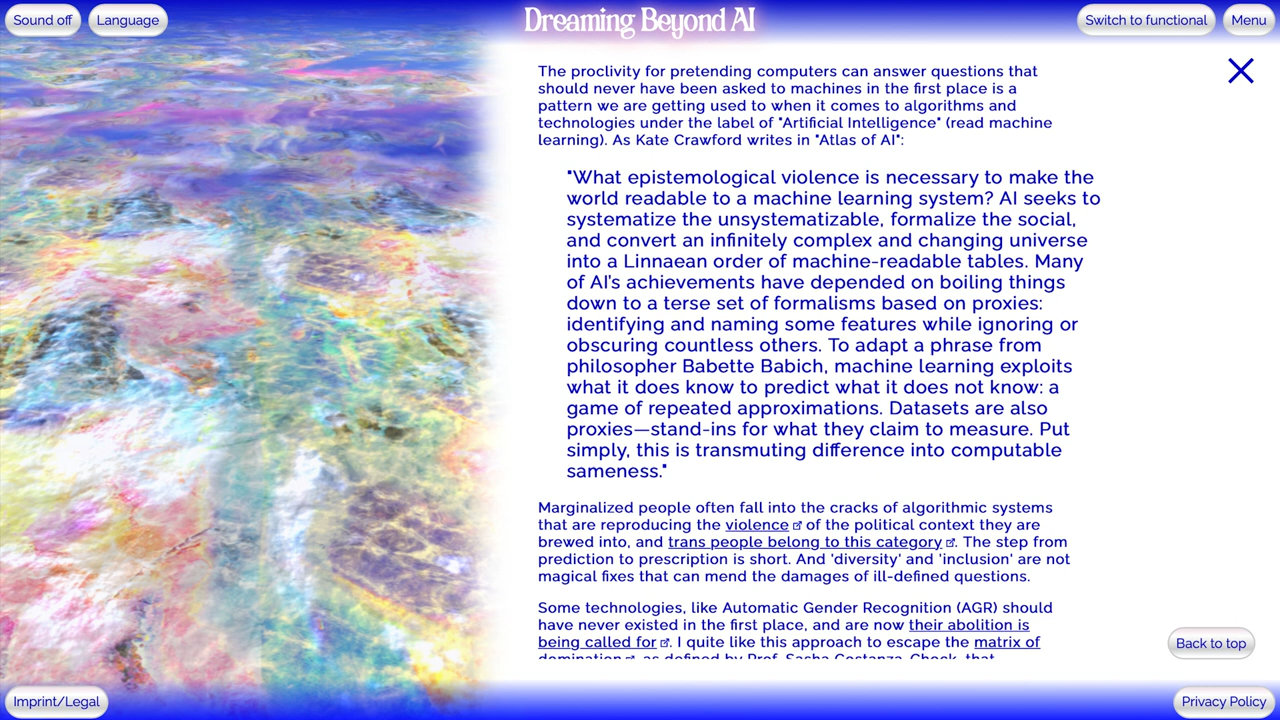 Sound off
Language
Dreaming Beyond AI
Switch to functional
Menu
The proclivity for pretending computers can answer questions that
should never have been asked to machines in the first place is a
pattern we are getting used to when it comes to algorithms and
technologies under the label of "Artificial Intelligence" (read machine
learning). As Kate Crawford writes in "Atlas of AI":
"What epistemological violence is necessary to make the
world readable to a machine learning system? AI seeks to
systematize the unsystematizable, formalize the social,
and convert an infinitely complex and changing universe
into a Linnaean order of machine-readable tables. Many
of AI's achievements have depended on boiling things
down to a terse set of formalisms based on proxies:
identifying and naming some features while ignoring or
obscuring countless others. To adapt a phrase from
philosopher Babette Babich, machine learning exploits
what it does know to predict what it does not know: a
game of repeated approximations. Datasets are also
proxies—stand-ins for what they claim to measure. Put
simply, this is transmuting difference into computable
sameness."
Marginalized people often fall into the cracks of algorithmic systems
that are reproducing the violence of the political context they are
brewed into, and trans people belong to this category. The step from
prediction to prescription is short. And 'diversity' and 'inclusion' are not
magical fixes that can mend the damages of ill-defined questions.
Some technologies, like Automatic Gender Recognition (AGR) should
have never existed in the first place, and are now their abolition is
being called for. I quite like this approach to escape the matrix of
domination, as defined by Prof. Sasha Costanza-Chock, that
Back to top
Imprint/Legal
Privacy Policy